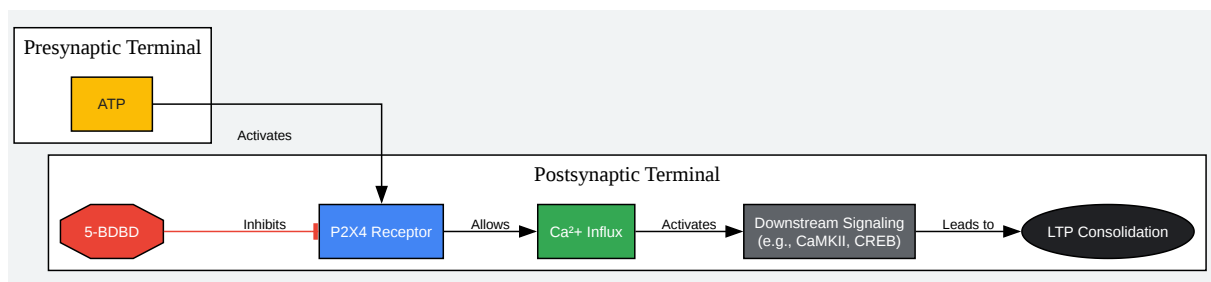 Presynaptic Terminal
ATP
Activates
Postsynaptic Terminal
5-BDBD
Inhibits
P2X4 Receptor
Allows
Ca²+ Influx
Activates
Downstream Signaling
(e.g., CaMKII, CREB)
Leads to
LTP Consolidation